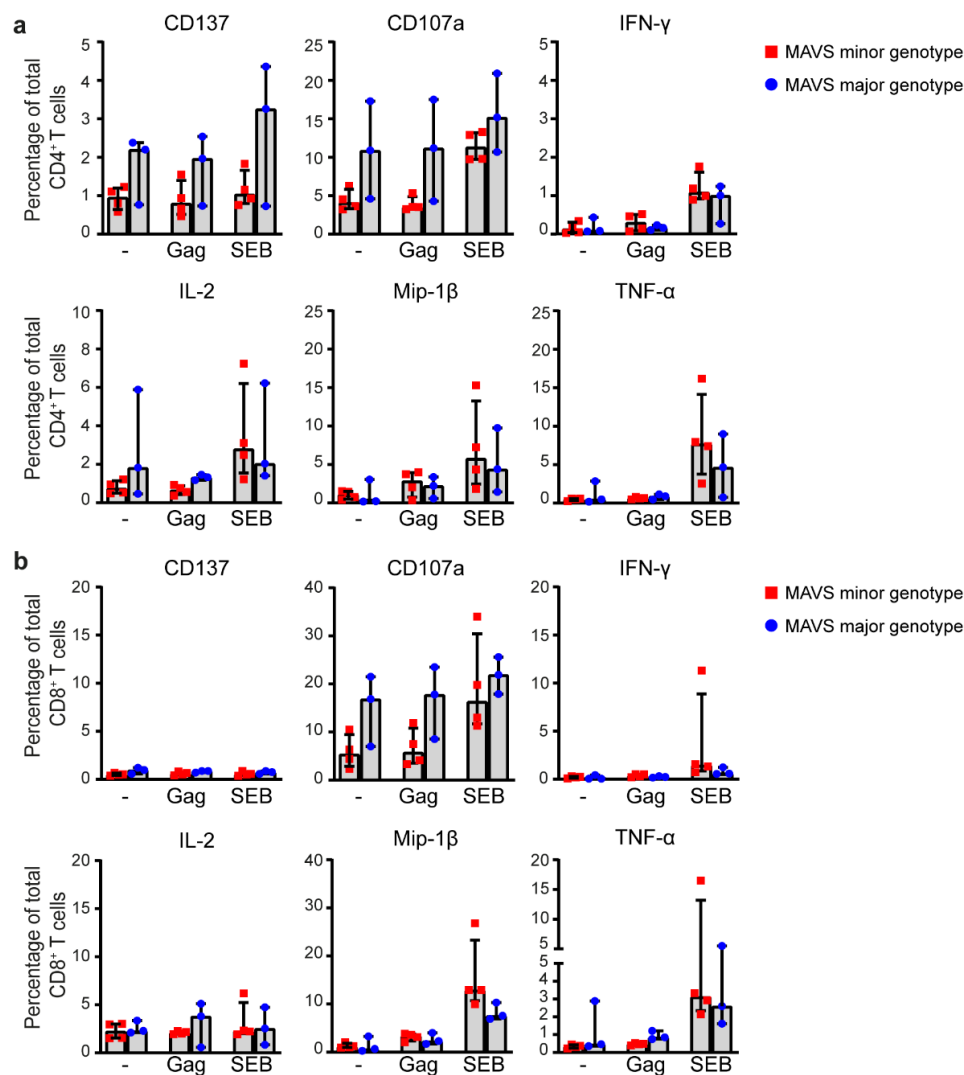 a
CD137
CD107a
IFN-γ
MAVS minor genotype
MAVS major genotype
Percentage of total
CD4⁺ T cells
5
4
3
2
1
0
- Gag SEB
25
20
15
10
5
0
- Gag SEB
5
4
3
2
1
0
- Gag SEB
IL-2
Mip-1β
TNF-α
Percentage of total
CD4⁺ T cells
10
8
6
4
2
0
- Gag SEB
25
20
15
10
5
0
- Gag SEB
25
20
15
10
5
0
- Gag SEB
b
CD137
CD107a
IFN-γ
MAVS minor genotype
MAVS major genotype
Percentage of total
CD8⁺ T cells
20
15
10
5
0
- Gag SEB
40
30
20
10
0
- Gag SEB
20
15
10
5
0
- Gag SEB
IL-2
Mip-1β
TNF-α
Percentage of total
CD8⁺ T cells
20
15
10
5
0
- Gag SEB
40
30
20
10
0
- Gag SEB
20
15
10
5
5
4
3
2
1
0
- Gag SEB